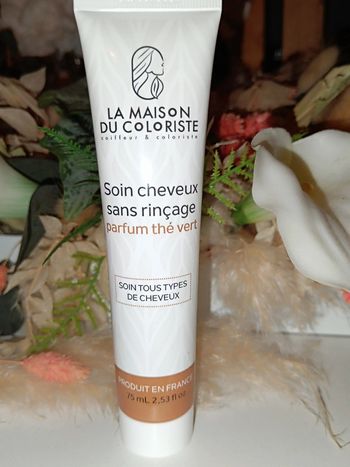 LA MAISON
DU COLORISTE
coiffeur & coloriste
Soin cheveux
sans rinçage
parfum thé vert
SOIN TOUS TYPES
DE CHEVEUX
PRODUIT EN FRANCE
75 mL 2,53 fl oz